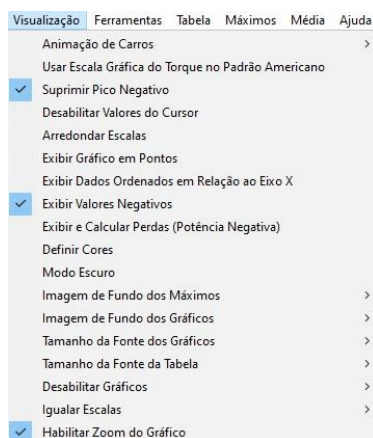 Visualização Ferramentas Tabela Máximos Média Ajuda
Animação de Carros
Usar Escala Gráfica do Torque no Padrão Americano
Suprimir Pico Negativo
Desabilitar Valores do Cursor
Arredondar Escalas
Exibir Gráfico em Pontos
Exibir Dados Ordenados em Relação ao Eixo X
Exibir Valores Negativos
Exibir e Calcular Perdas (Potência Negativa)
Definir Cores
Modo Escuro
Imagem de Fundo dos Máximos
Imagem de Fundo dos Gráficos
Tamanho da Fonte dos Gráficos
Tamanho da Fonte da Tabela
Desabilitar Gráficos
Igualar Escalas
Habilitar Zoom do Gráfico